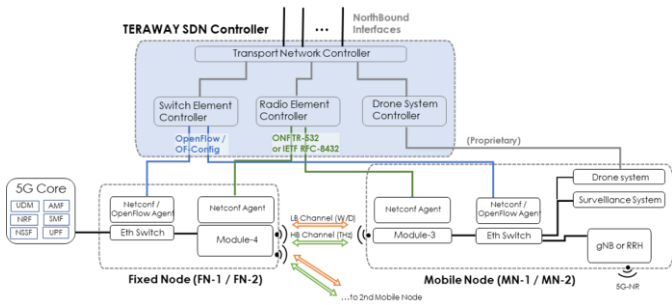 TERAWAY SDN Controller
...
NorthBound
Interfaces
Transport Network Controller
Switch Element
Controller
Radio Element
Controller
Drone System
Controller
OpenFlow /
OF-Config
ONF TR-532
or IETF RFC-8432
(Proprietary)
5G Core
UDM
AMF
NRF
SMF
NSSF
UPF
Netconf /
OpenFlow Agent
Eth Switch
Netconf Agent
Module-4
Fixed Node (FN-1 / FN-2)
LB Channel (W/D)
HB Channel (THz)
...to 2nd Mobile Node
Netconf Agent
Module-3
Netconf /
OpenFlow Agent
Eth Switch
Drone system
Surveillance System
gNB or RRH
5G-NR
Mobile Node (MN-1 / MN-2)